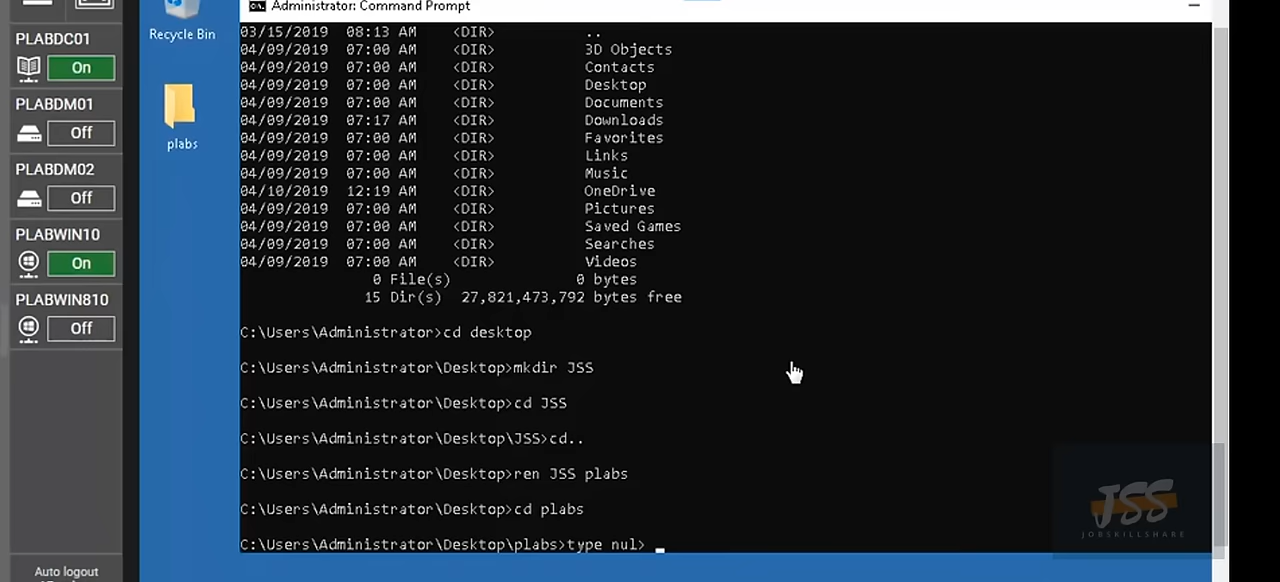 PLABDC01
On
PLABDM01
Off
PLABDM02
Off
PLABWIN10
On
PLABWIN810
Off
Auto logout
Recycle Bin
plabs
Administrator: Command Prompt
03/15/2019 08:13 AM <DIR> ..
04/09/2019 07:00 AM <DIR> 3D Objects
04/09/2019 07:00 AM <DIR> Contacts
04/09/2019 07:00 AM <DIR> Desktop
04/09/2019 07:00 AM <DIR> Documents
04/09/2019 07:17 AM <DIR> Downloads
04/09/2019 07:00 AM <DIR> Favorites
04/09/2019 07:00 AM <DIR> Links
04/09/2019 07:00 AM <DIR> Music
04/10/2019 12:19 AM <DIR> OneDrive
04/09/2019 07:00 AM <DIR> Pictures
04/09/2019 07:00 AM <DIR> Saved Games
04/09/2019 07:00 AM <DIR> Searches
04/09/2019 07:00 AM <DIR> Videos
0 File(s) 0 bytes
15 Dir(s) 27,821,473,792 bytes free
C:\Users\Administrator>cd desktop
C:\Users\Administrator\Desktop>mkdir JSS
C:\Users\Administrator\Desktop>cd JSS
C:\Users\Administrator\Desktop\JSS>cd..
C:\Users\Administrator\Desktop>ren JSS plabs
C:\Users\Administrator\Desktop>cd plabs
C:\Users\Administrator\Desktop\plabs>type nul> _
JSS
JOBSKILLSHARE